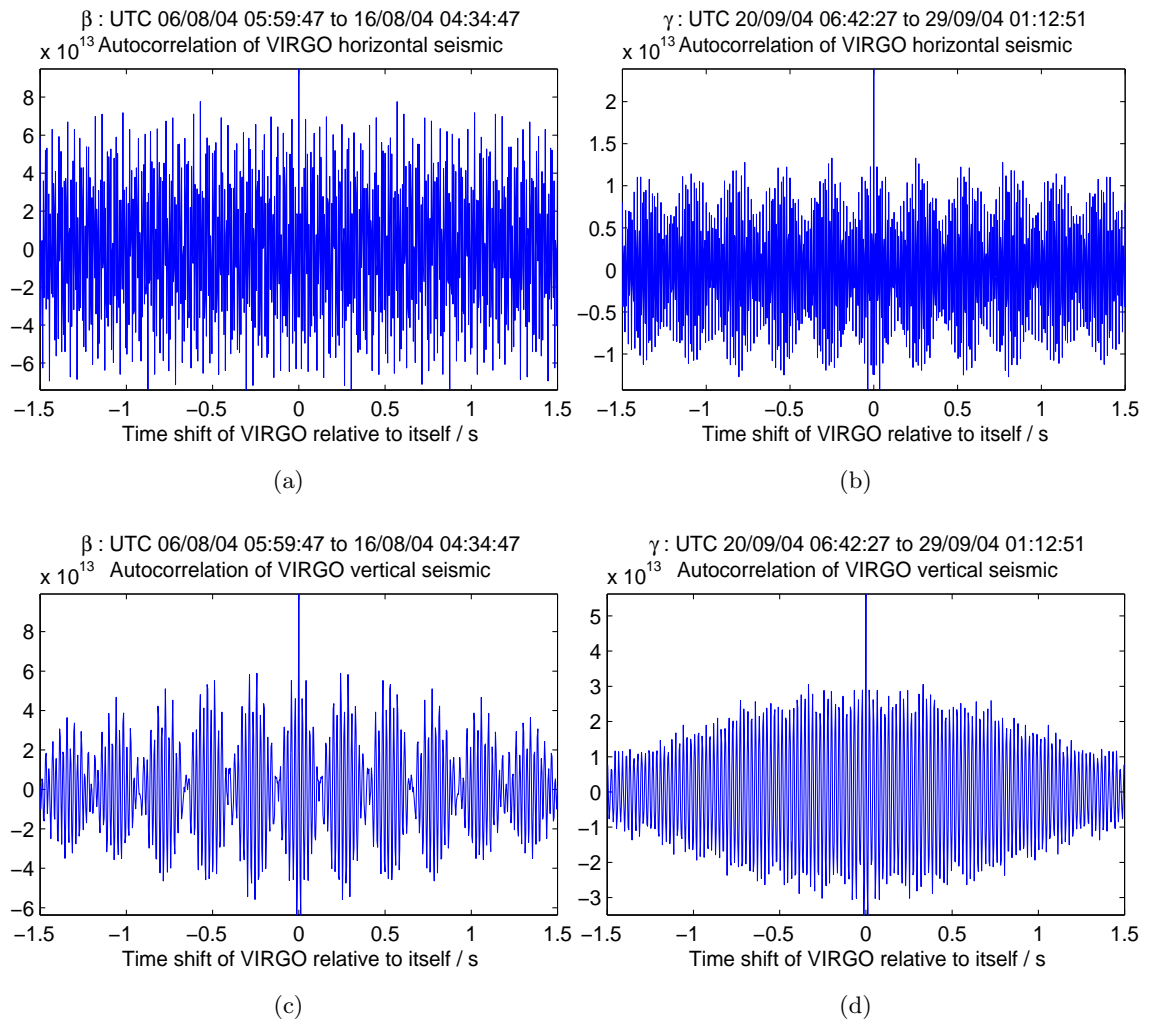 β : UTC 06/08/04 05:59:47 to 16/08/04 04:34:47
x 10^13 Autocorrelation of VIRGO horizontal seismic
8
6
4
2
0
−2
−4
−6
−1.5 −1 −0.5 0 0.5 1 1.5
Time shift of VIRGO relative to itself / s
(a)
γ : UTC 20/09/04 06:42:27 to 29/09/04 01:12:51
x 10^13 Autocorrelation of VIRGO horizontal seismic
2
1.5
1
0.5
0
−0.5
−1
−1.5 −1 −0.5 0 0.5 1 1.5
Time shift of VIRGO relative to itself / s
(b)
β : UTC 06/08/04 05:59:47 to 16/08/04 04:34:47
x 10^13 Autocorrelation of VIRGO vertical seismic
8
6
4
2
0
−2
−4
−6
−1.5 −1 −0.5 0 0.5 1 1.5
Time shift of VIRGO relative to itself / s
(c)
γ : UTC 20/09/04 06:42:27 to 29/09/04 01:12:51
x 10^13 Autocorrelation of VIRGO vertical seismic
5
4
3
2
1
0
−1
−2
−3
−1.5 −1 −0.5 0 0.5 1 1.5
Time shift of VIRGO relative to itself / s
(d)